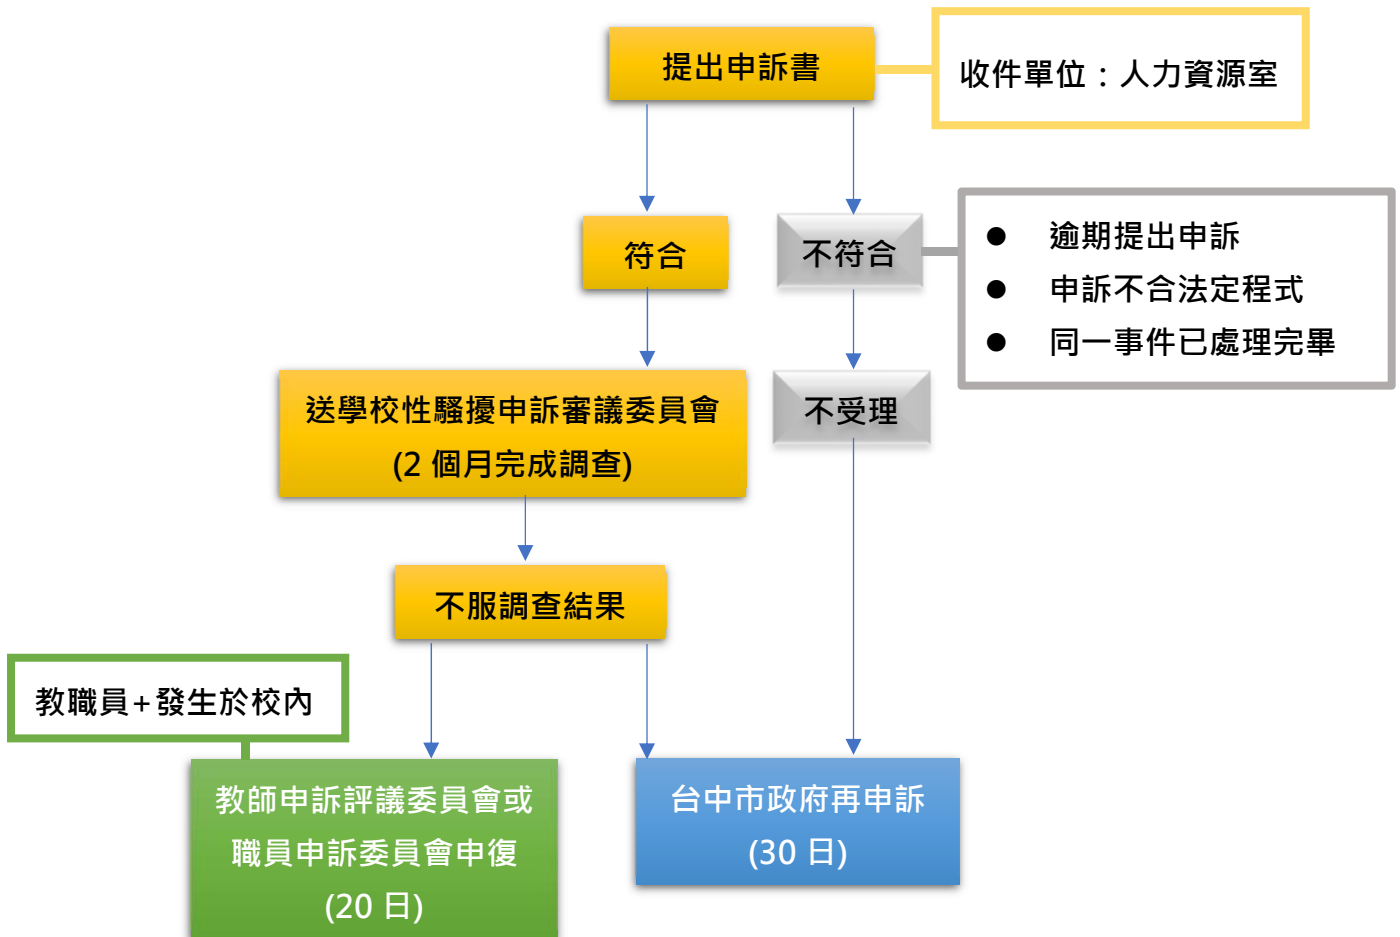 提出申訴書
收件單位：人力資源室
符合
不符合
● 逾期提出申訴
● 申訴不合法定程式
● 同一事件已處理完畢
送學校性騷擾申訴審議委員會
(2 個月完成調查)
不受理
不服調查結果
教職員+發生於校內
教師申訴評議委員會或
職員申訴委員會申復
(20 日)
台中市政府再申訴
(30 日)